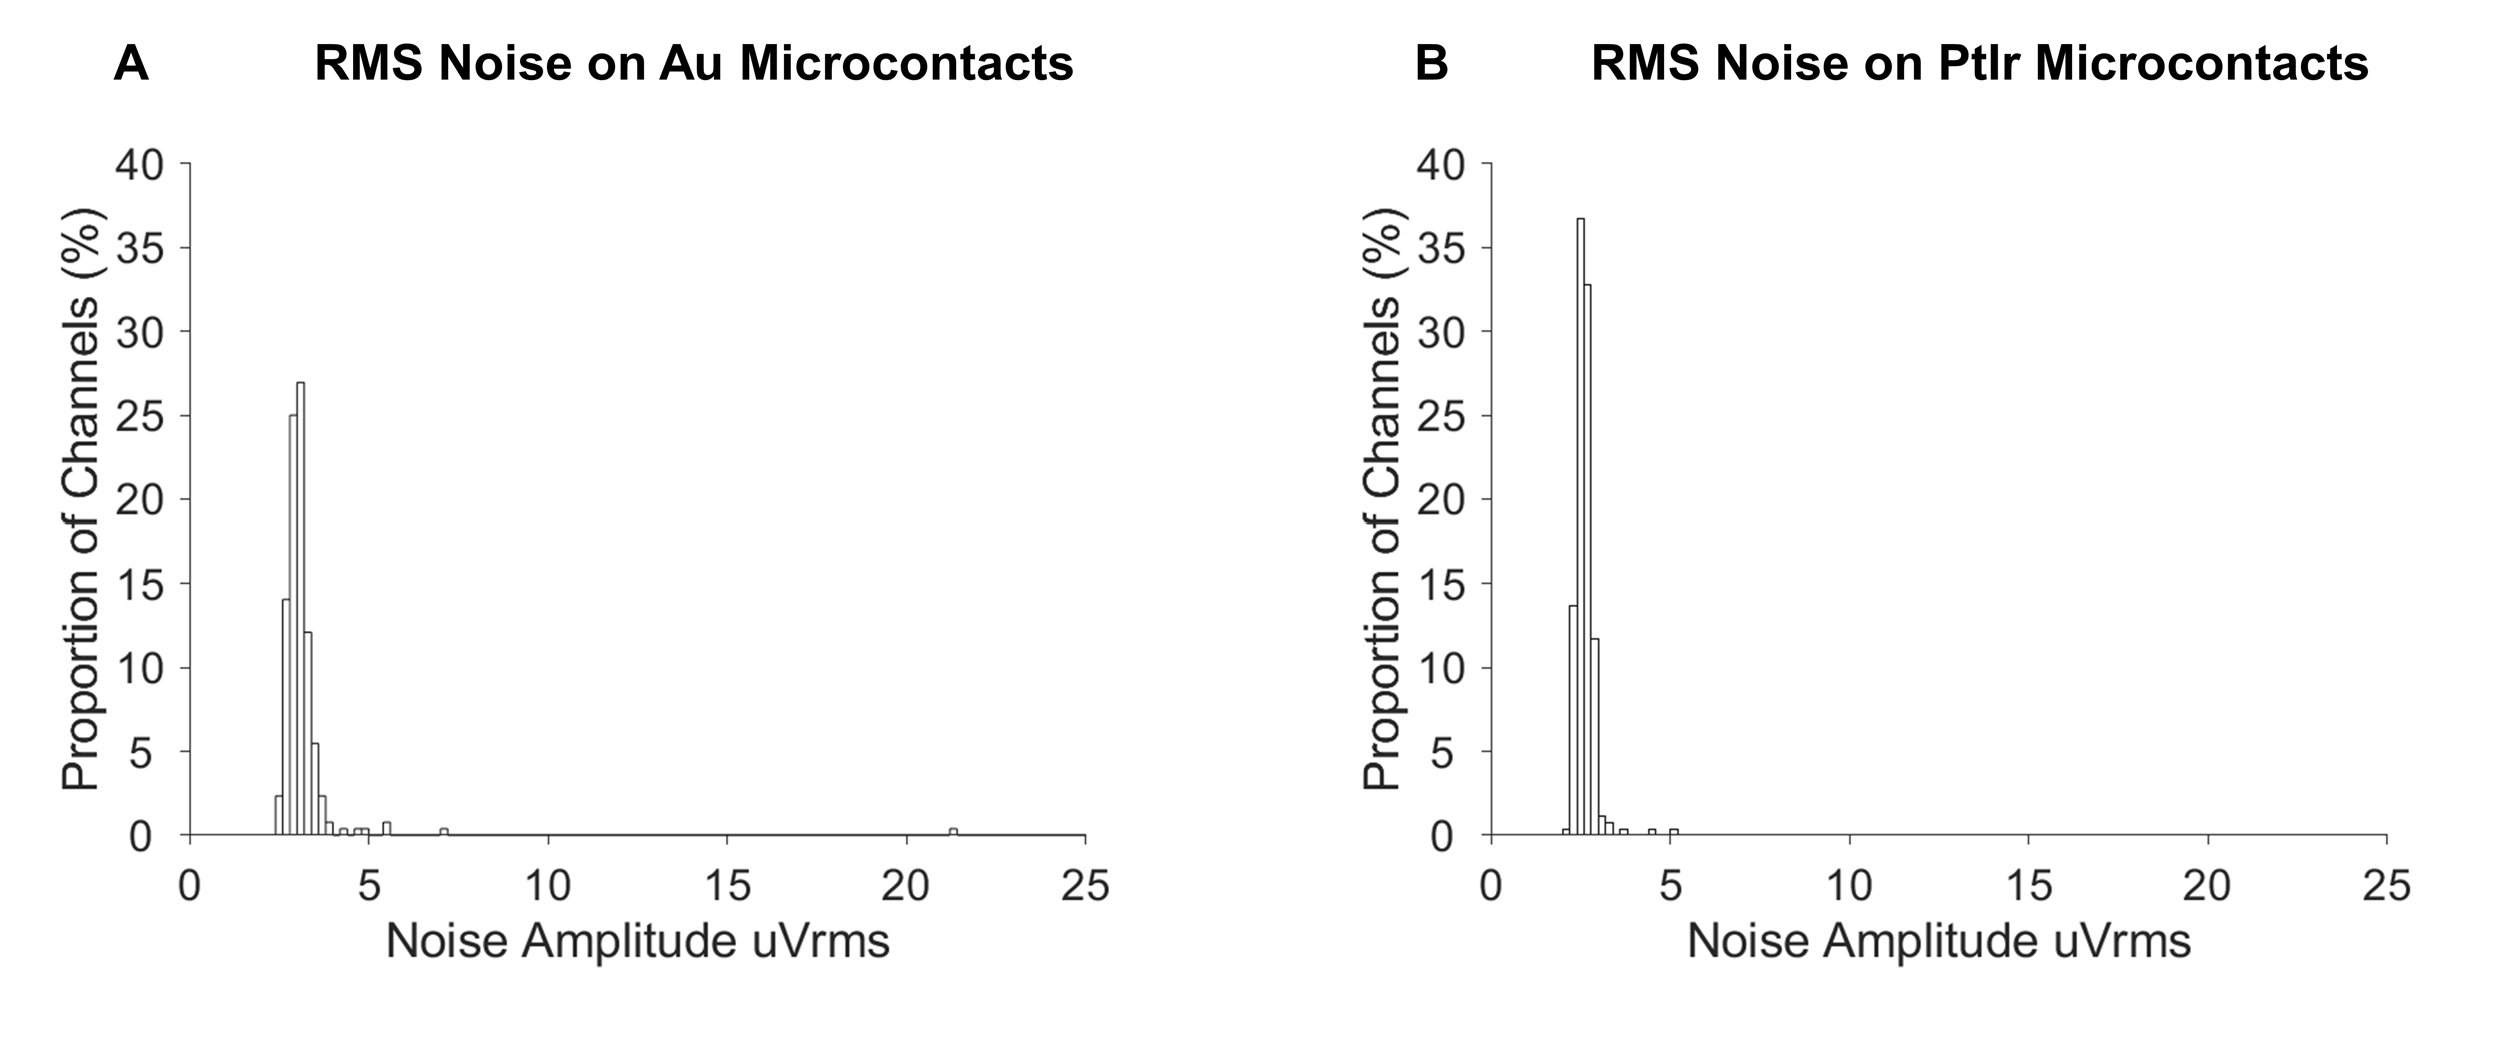 A RMS Noise on Au Microcontacts
40
35
30
25
20
15
10
5
0
Proportion of Channels (%)
0 5 10 15 20 25
Noise Amplitude uVrms
B RMS Noise on PtIr Microcontacts
40
35
30
25
20
15
10
5
0
Proportion of Channels (%)
0 5 10 15 20 25
Noise Amplitude uVrms